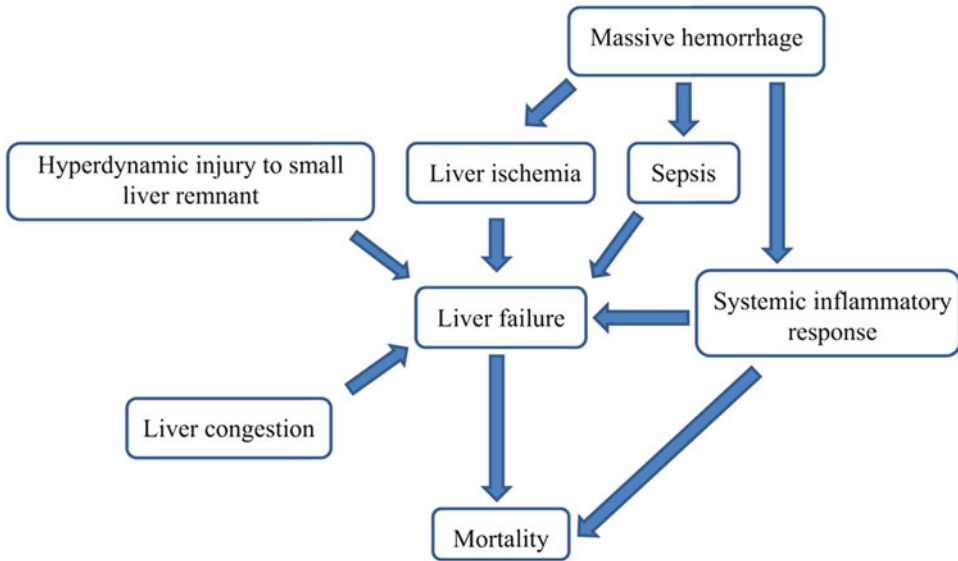 Massive hemorrhage
Hyperdynamic injury to small
liver remnant
Liver ischemia
Sepsis
Liver failure
Systemic inflammatory
response
Liver congestion
Mortality